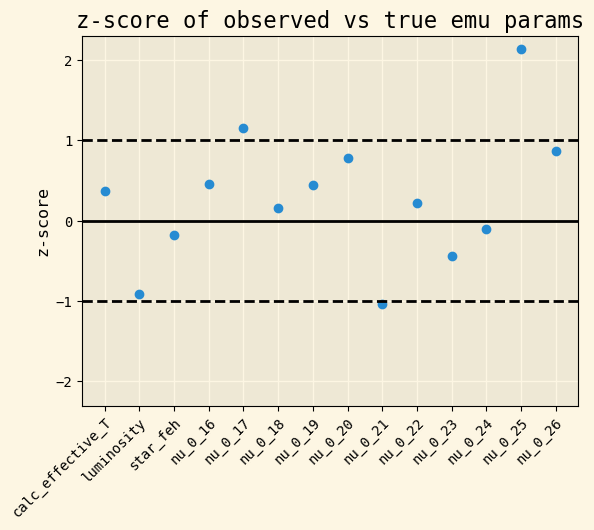 z-score of observed vs true emu params
z-score
2
1
0
−1
−2
calc_effective_T
luminosity
star_feh
nu_0_16
nu_0_17
nu_0_18
nu_0_19
nu_0_20
nu_0_21
nu_0_22
nu_0_23
nu_0_24
nu_0_25
nu_0_26